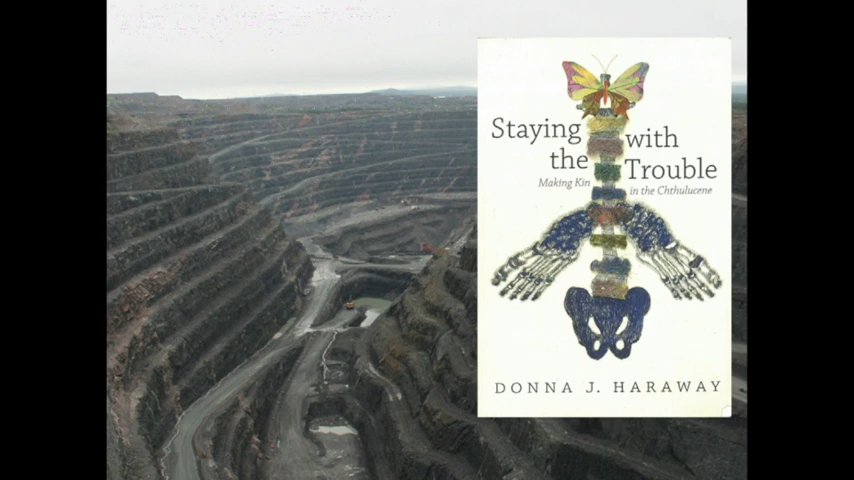 Staying with
the Trouble
Making Kin in the Chthulucene
DONNA J. HARAWAY